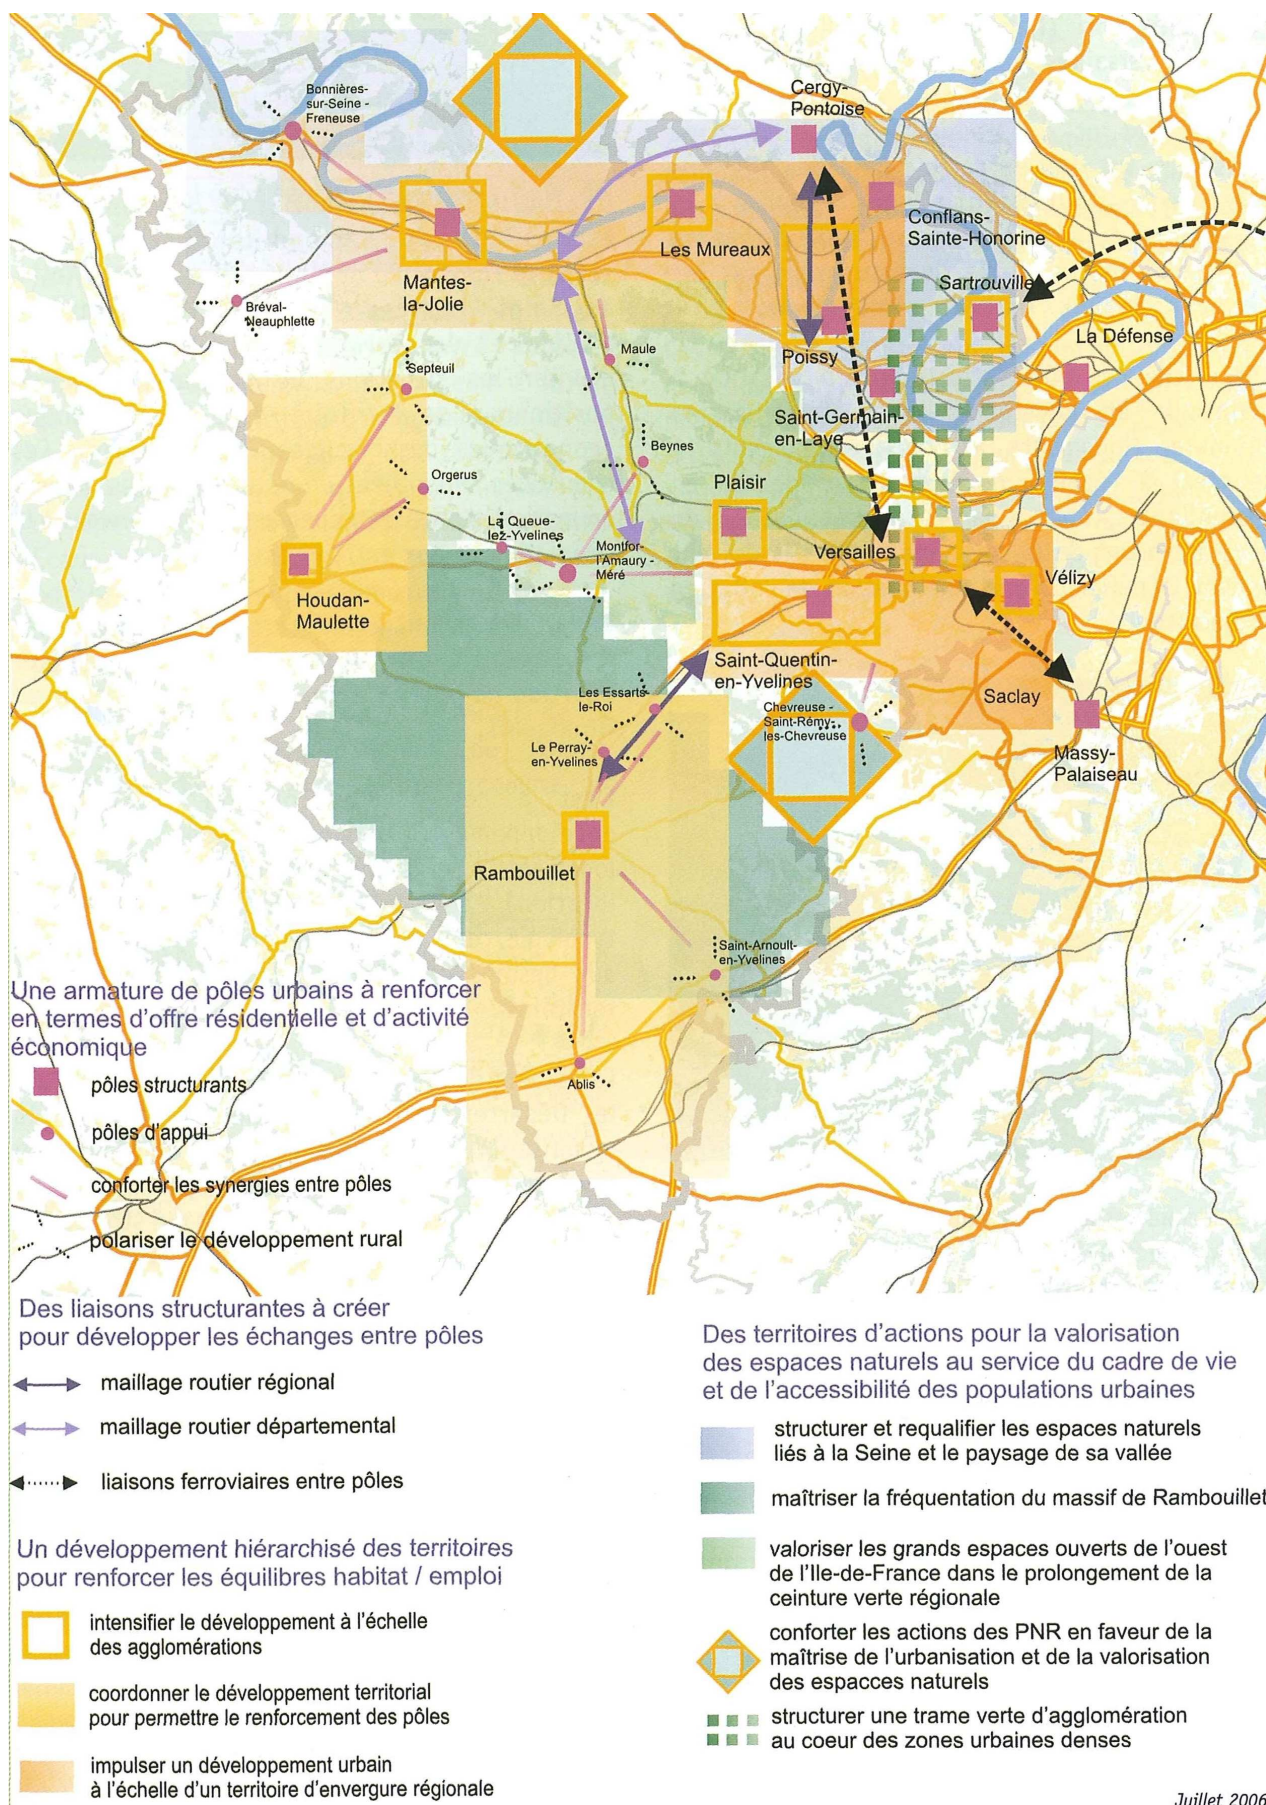 Bonnières-
sur-Seine -
Freneuse
Cergy-
Pontoise
Conflans-
Sainte-Honorine
Les Mureaux
Mantes-
la-Jolie
Sartrouville
Bréval-
Neauphlette
La Défense
Maule
Poissy
Septeuil
Saint-Germain-
en-Laye
Beynes
Orgerus
Plaisir
La Queue-
lez-Yvelines
Montfor-
l'Amaury -
Méré
Versailles
Vélizy
Houdan-
Maulette
Saint-Quentin-
en-Yvelines
Les Essarts-
le-Roi
Saclay
Chevreuse -
Saint-Rémy-
les-Chevreuse
Le Perray-
en-Yvelines
Massy-
Palaiseau
Rambouillet
Saint-Arnoult-
en-Yvelines
Ablis
Une armature de pôles urbains à renforcer
en termes d'offre résidentielle et d'activité
économique
pôles structurants
pôles d'appui
conforter les synergies entre pôles
polariser le développement rural
Des liaisons structurantes à créer
pour développer les échanges entre pôles
maillage routier régional
maillage routier départemental
liaisons ferroviaires entre pôles
Un développement hiérarchisé des territoires
pour renforcer les équilibres habitat / emploi
intensifier le développement à l'échelle
des agglomérations
coordonner le développement territorial
pour permettre le renforcement des pôles
impulser un développement urbain
à l'échelle d'un territoire d'envergure régionale
Des territoires d'actions pour la valorisation
des espaces naturels au service du cadre de vie
et de l'accessibilité des populations urbaines
structurer et requalifier les espaces naturels
liés à la Seine et le paysage de sa vallée
maîtriser la fréquentation du massif de Rambouillet
valoriser les grands espaces ouverts de l'ouest
de l'Ile-de-France dans le prolongement de la
ceinture verte régionale
conforter les actions des PNR en faveur de la
maîtrise de l'urbanisation et de la valorisation
des espacces naturels
structurer une trame verte d'agglomération
au coeur des zones urbaines denses
Juillet 2006